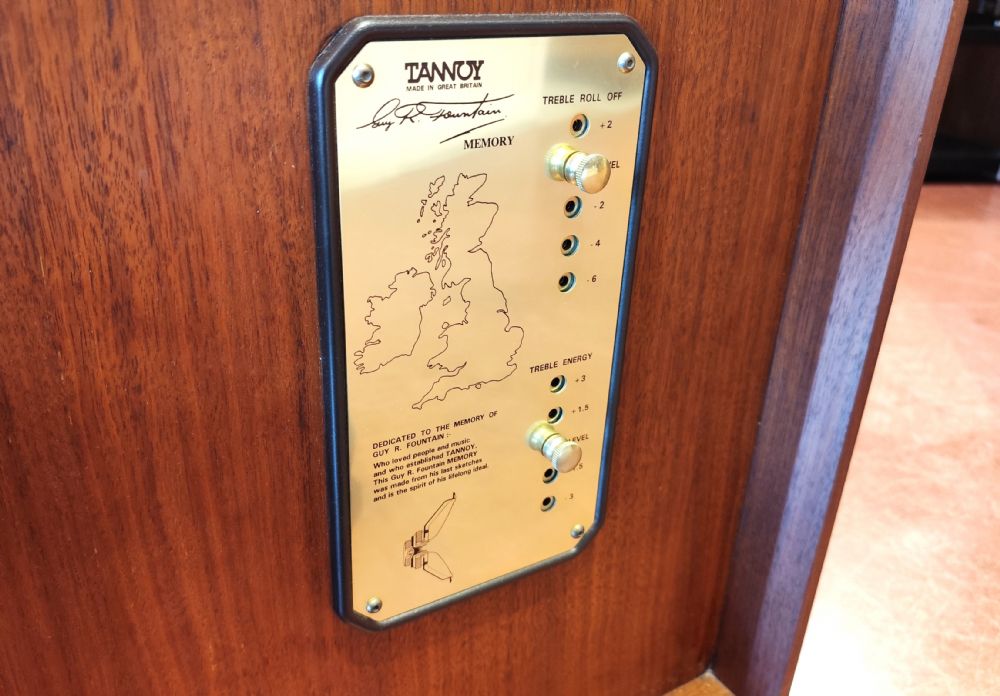 TANNOY
MADE IN GREAT BRITAIN
Guy R. Fountain
MEMORY
TREBLE ROLL OFF
+2
- 2
- 4
- 6
TREBLE ENERGY
+3
+1.5
LEVEL
- 3
DEDICATED TO THE MEMORY OF
GUY R. FOUNTAIN :-
Who loved people and music
and who established TANNOY.
This Guy R. Fountain MEMORY
was made from his last sketches
and is the spirit of his lifelong ideal.